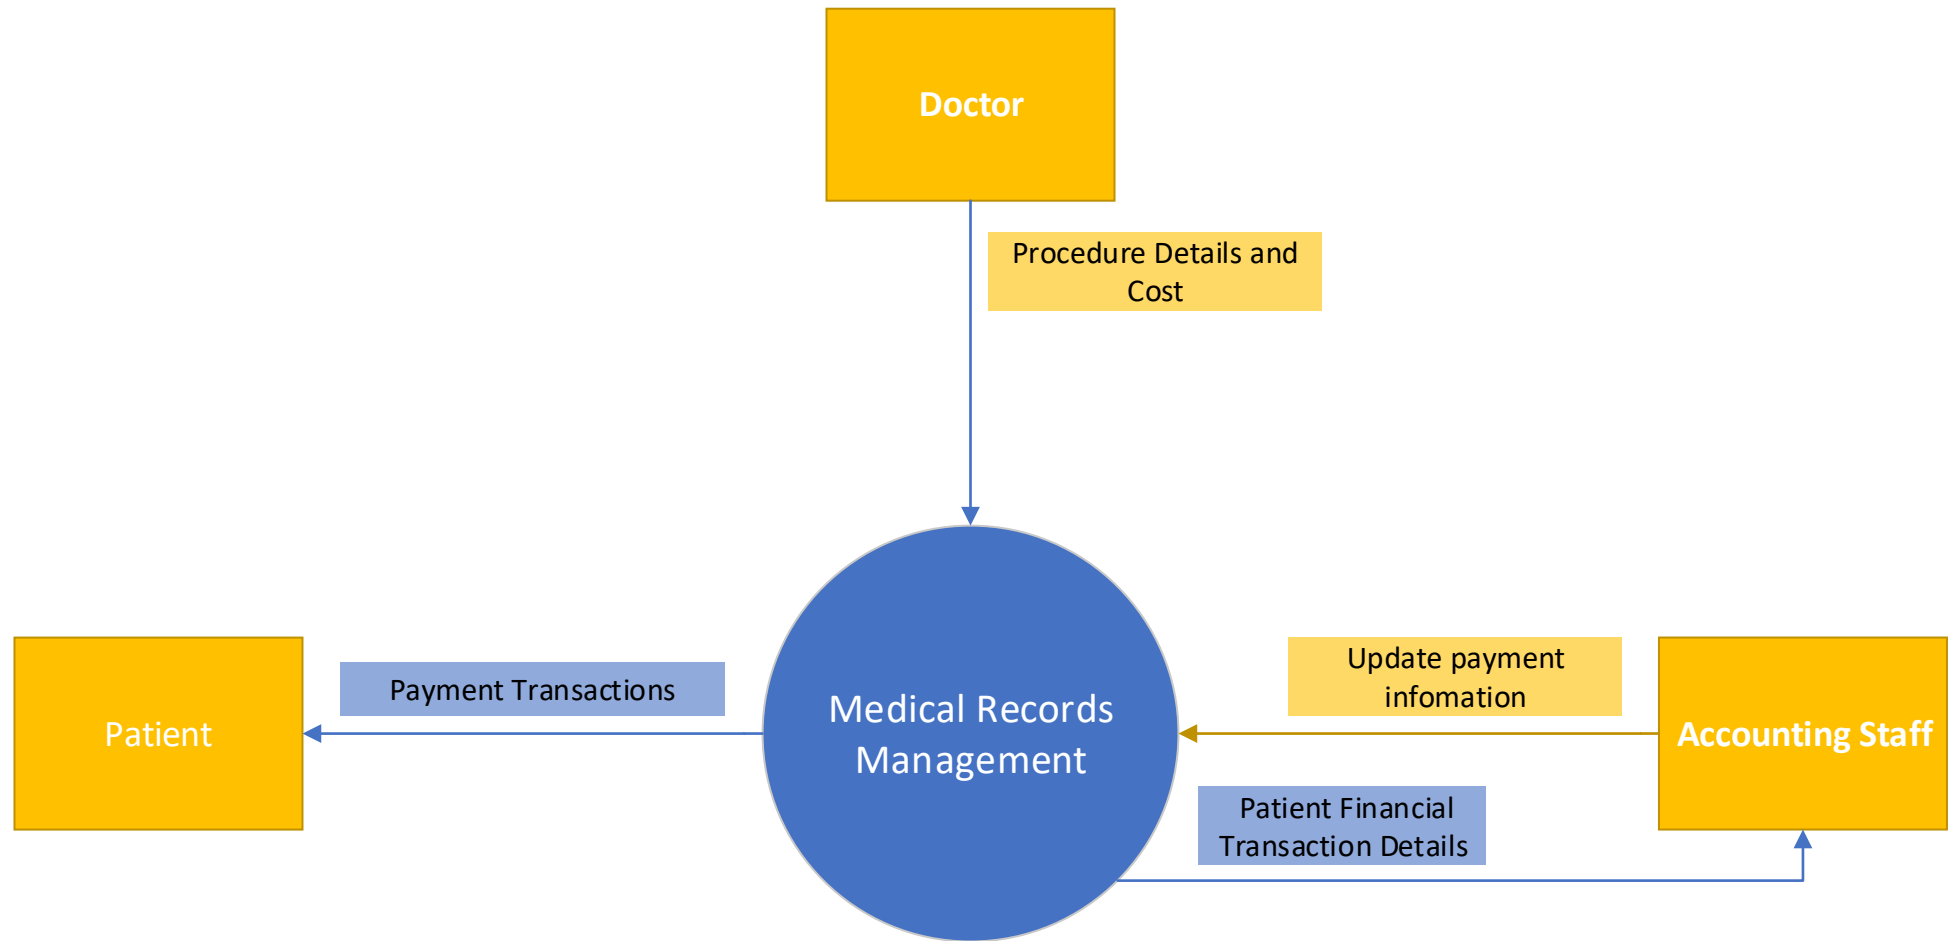 Doctor
Procedure Details and
Cost
Payment Transactions
Patient
Medical Records
Management
Update payment
infomation
Accounting Staff
Patient Financial
Transaction Details